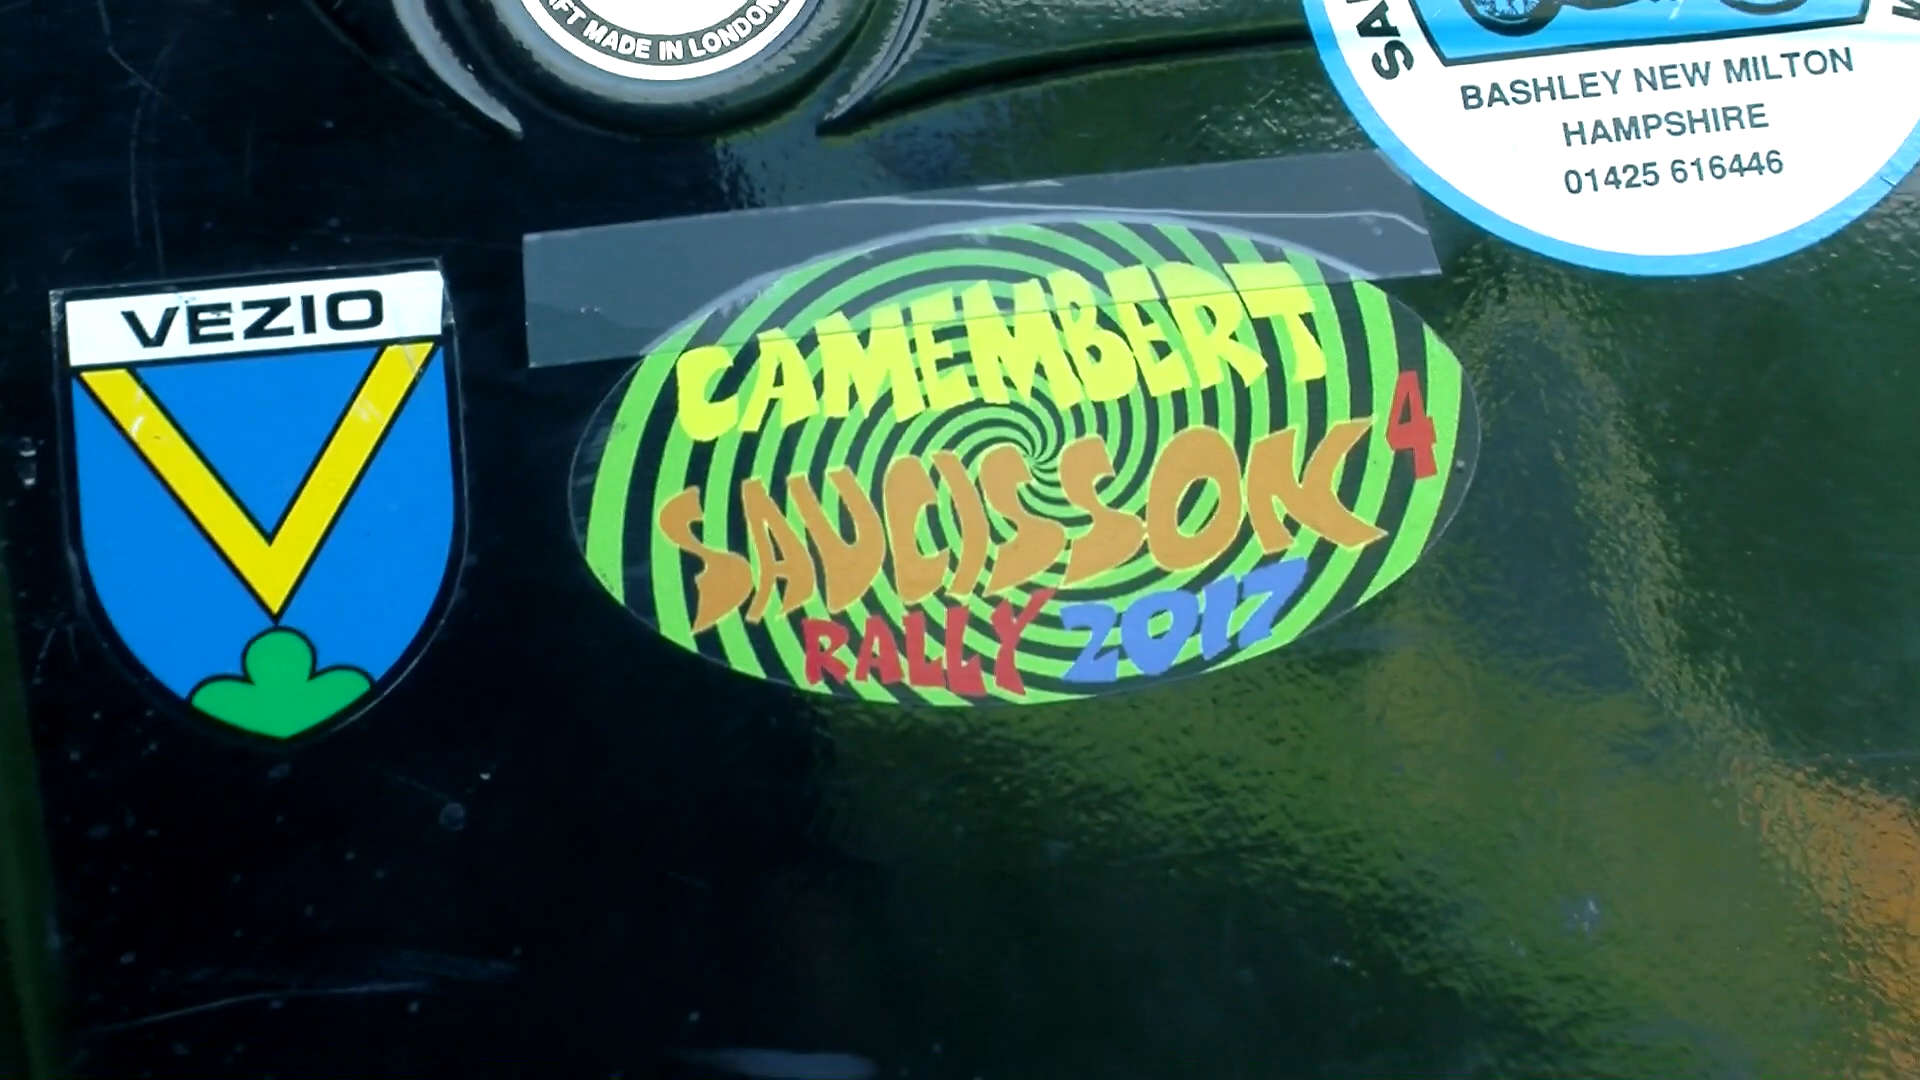 MADE IN LONDON
BASHLEY NEW MILTON
HAMPSHIRE
01425 616446
VEZIO
CAMEMBERT
SAUCISSON 4
RALLY 2017